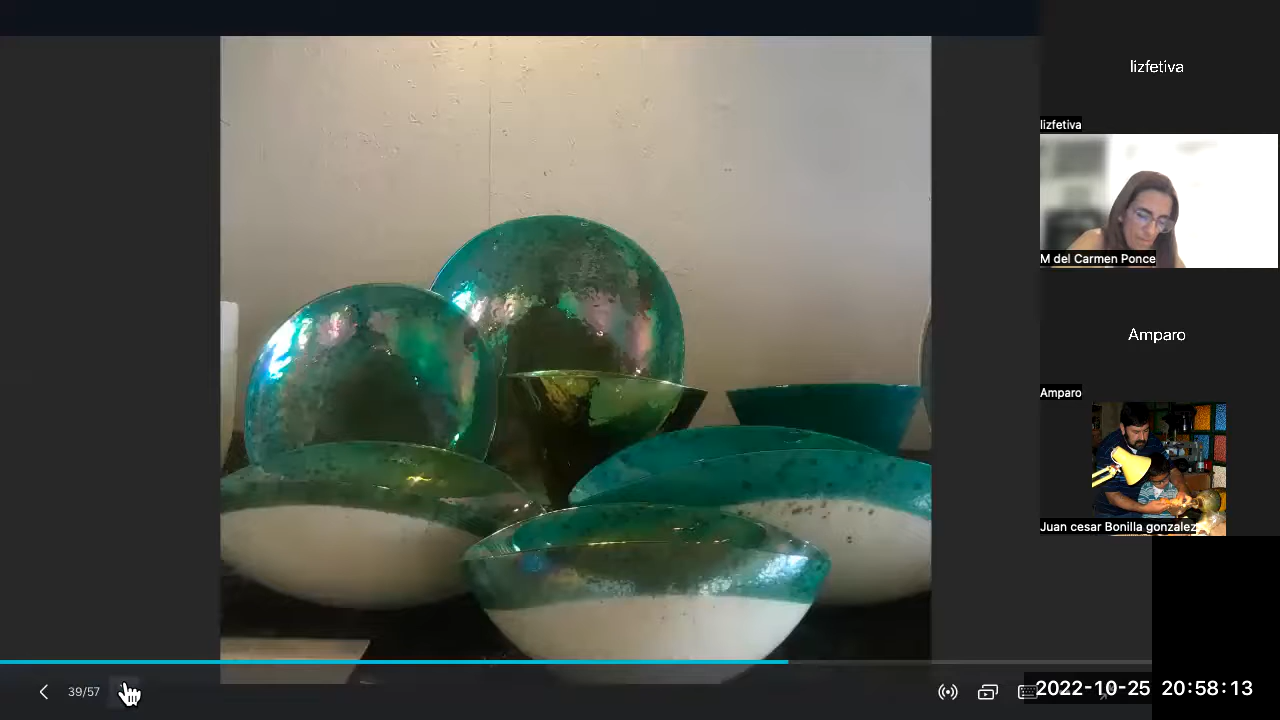 lizfetiva
lizfetiva
M del Carmen Ponce
Amparo
Amparo
Juan cesar Bonilla gonzalez
39/57
2022-10-25 20:58:13